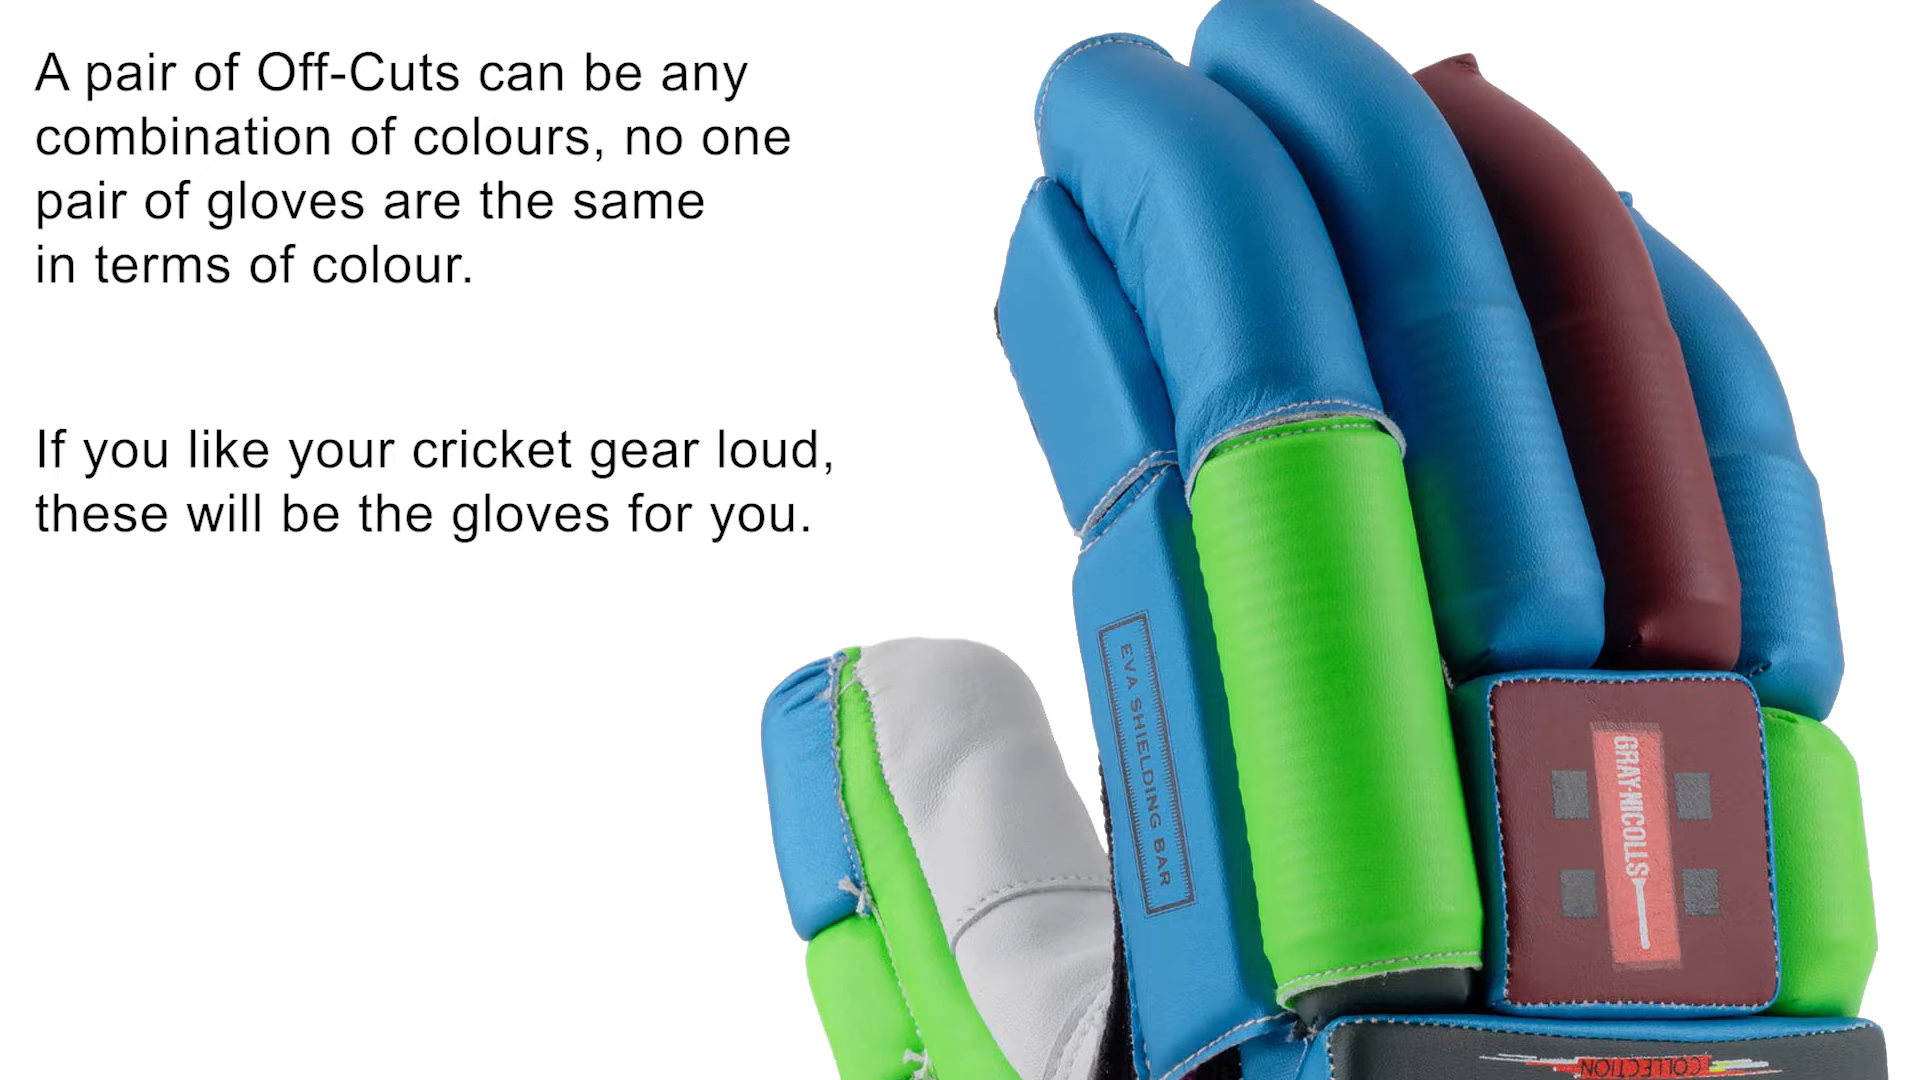 A pair of Off-Cuts can be any
combination of colours, no one
pair of gloves are the same
in terms of colour.
If you like your cricket gear loud,
these will be the gloves for you.
EVA SHIELDING BAR
GRAY-NICOLLS
COLLECTION